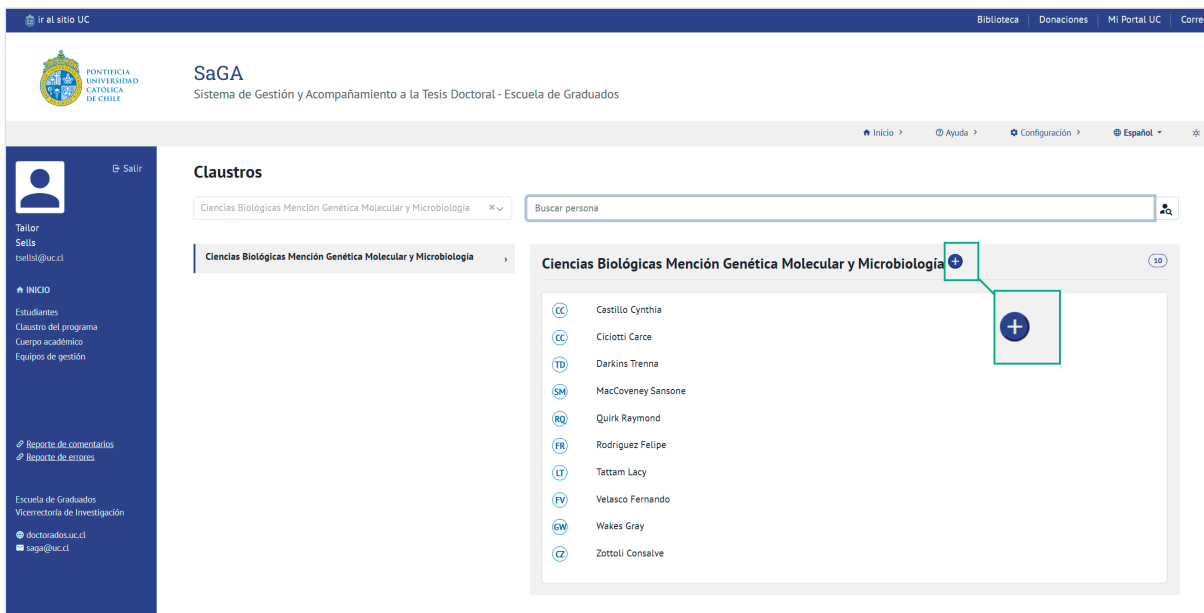 ir al sitio UC
Biblioteca
Donaciones
Mi Portal UC
PONTIFICIA
UNIVERSIDAD
CATÓLICA
DE CHILE
SaGA
Sistema de Gestión y Acompañamiento a la Tesis Doctoral - Escuela de Graduados
Inicio
Ayuda
Configuración
Español
Salir
Tailor
Sells
tsellsl@uc.cl
INICIO
Estudiantes
Claustro del programa
Cuerpo académico
Equipos de gestión
Reporte de comentarios
Reporte de errores
Escuela de Graduados
Vicerrectoría de Investigación
doctorados.uc.cl
saga@uc.cl
Claustros
Ciencias Biológicas Mención Genética Molecular y Microbiología
Buscar persona
Ciencias Biológicas Mención Genética Molecular y Microbiología
Ciencias Biológicas Mención Genética Molecular y Microbiología
10
CC Castillo Cynthia
CC Ciciotti Carce
TD Darkins Trenna
SM MacCoveney Sansone
RQ Quirk Raymond
FR Rodriguez Felipe
LT Tattam Lacy
FV Velasco Fernando
GW Wakes Gray
CZ Zottoli Consalve